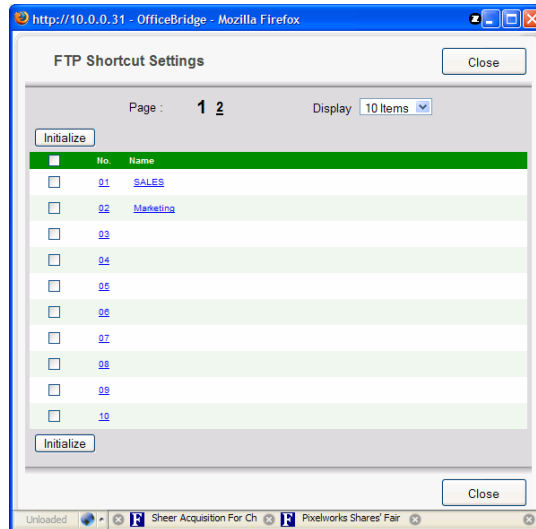 http://10.0.0.31 - OfficeBridge - Mozilla Firefox
FTP Shortcut Settings
Close
Page : 1 2 Display 10 Items
Initialize
No. Name
01 SALES
02 Marketing
03
04
05
06
07
08
09
10
Initialize
Close
Unloaded Sheer Acquisition For Ch Pixelworks Shares' Fair